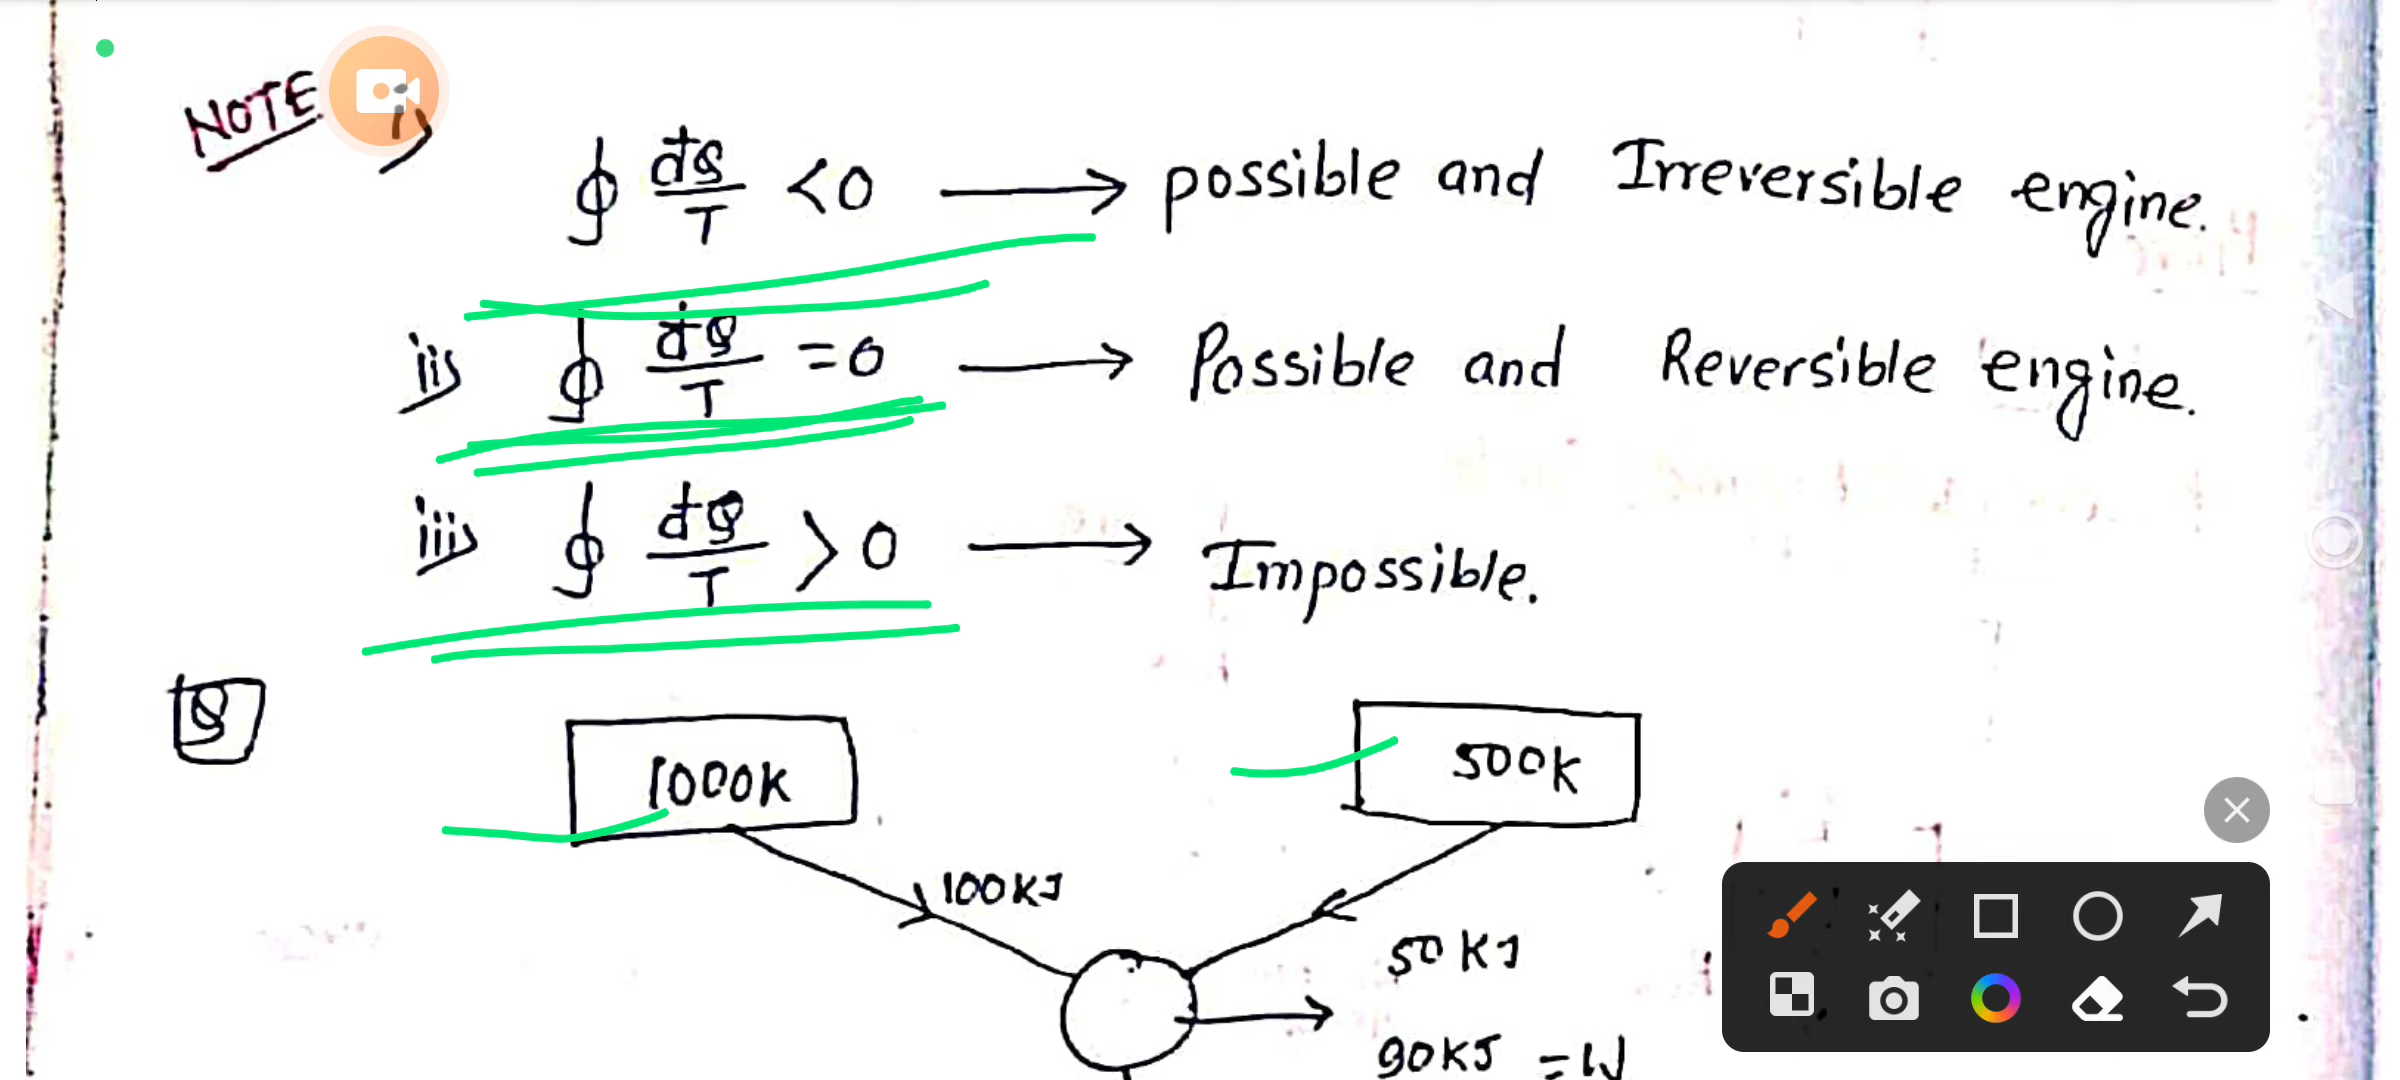 NOTE i)
∮ dQ/T <0 → possible and Irreversible engine.
ii) ∮ dQ/T =0 → Possible and Reversible engine.
iii) ∮ dQ/T >0 → Impossible.
Q
1000K 500K
100KJ
50KJ
90KJ =W